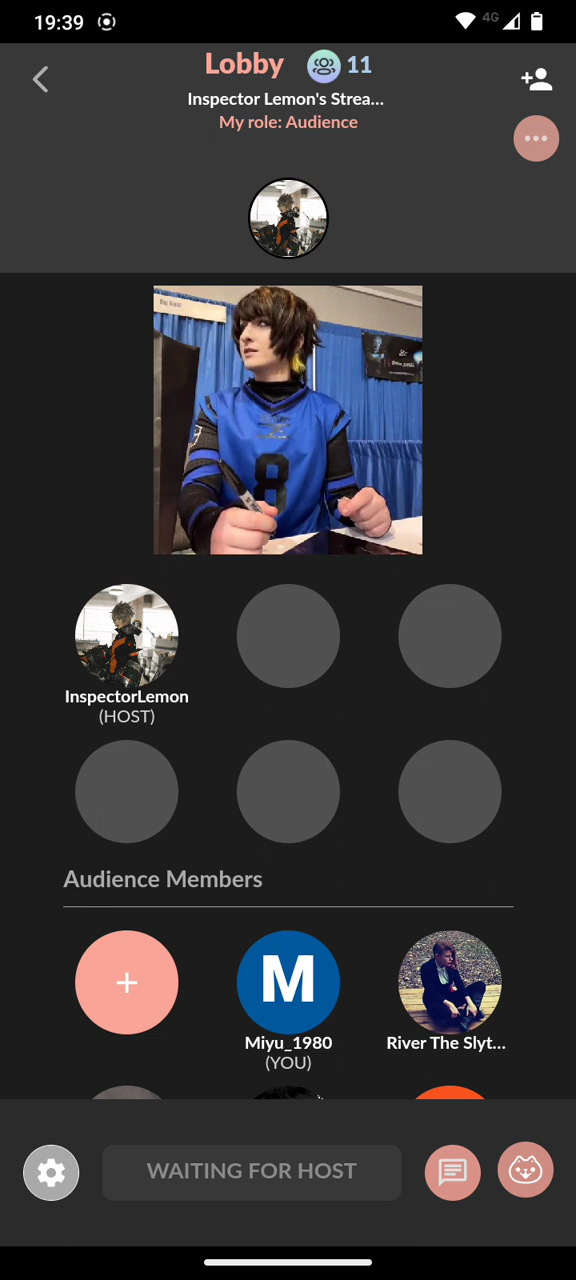 19:39
4G
Lobby
11
Inspector Lemon's Strea...
My role: Audience
8
InspectorLemon
(HOST)
Audience Members
+
M
Miyu_1980
(YOU)
River The Slyt...
WAITING FOR HOST